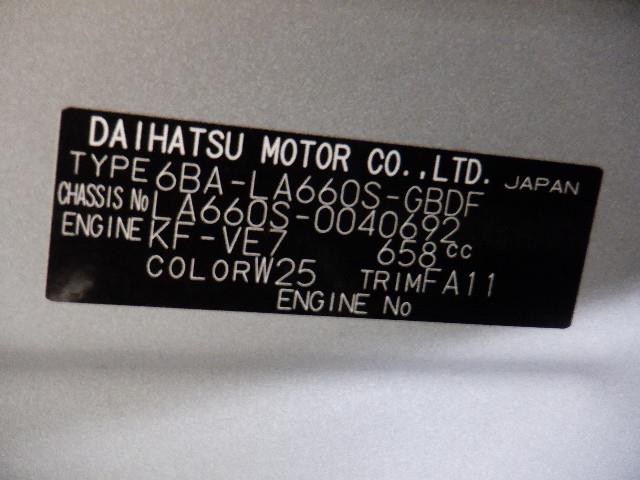 DAIHATSU MOTOR CO.,LTD. JAPAN
TYPE 6BA-LA660S-GBDF
CHASSIS No LA660S-0040692
ENGINE KF-VE7 658cc
COLOR W25 TRIM FA11
ENGINE No